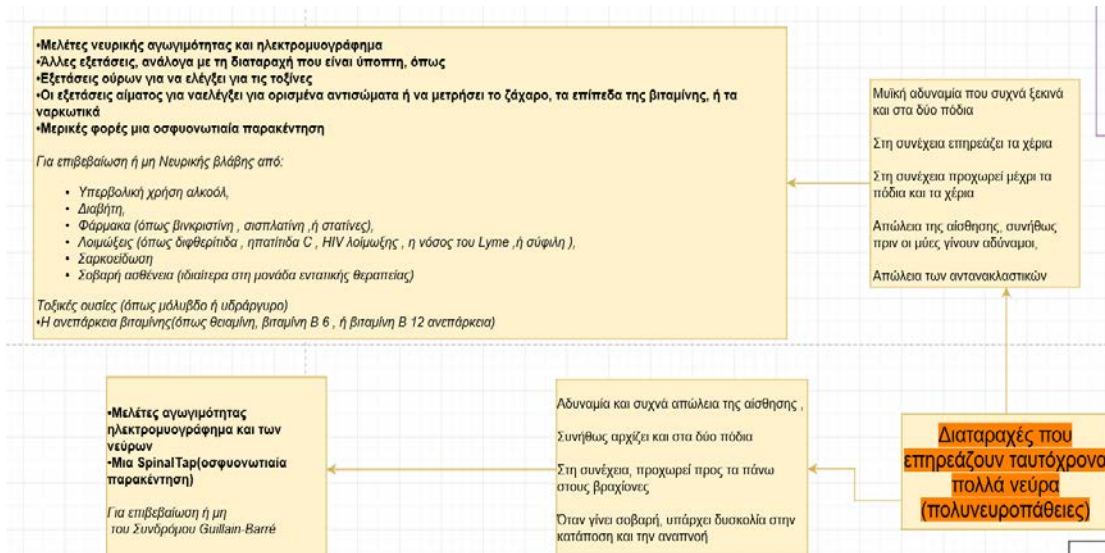 •Μελέτες νευρικής αγωγιμότητας και ηλεκτρομυογράφημα
•Άλλες εξετάσεις, ανάλογα με τη διαταραχή που είναι ύποπτη, όπως
•Εξετάσεις ούρων για να ελέγξει για τις τοξίνες
•Οι εξετάσεις αίματος για ναελέγξει για ορισμένα αντισώματα ή να μετρήσει το ζάχαρο, τα επίπεδα της βιταμίνης, ή τα
ναρκωτικά
•Μερικές φορές μια οσφυονωτιαία παρακέντηση
Για επιβεβαίωση ή μη Νευρικής βλάβης από:
• Υπερβολική χρήση αλκοόλ,
• Διαβήτη,
• Φάρμακα (όπως βινκριστίνη , σισπλατίνη ,ή στατίνες),
• Λοιμώξεις (όπως διφθερίτιδα , ηπατίτιδα C , HIV λοίμωξης , η νόσος του Lyme ,ή σύφιλη ),
• Σαρκοείδωση
• Σοβαρή ασθένεια (ιδιαίτερα στη μονάδα εντατικής θεραπείας)
Τοξικές ουσίες (όπως μόλυβδο ή υδράργυρο)
•Η ανεπάρκεια βιταμίνης(όπως θειαμίνη, βιταμίνη Β 6 , ή βιταμίνη Β 12 ανεπάρκεια)
Μυϊκή αδυναμία που συχνά ξεκινά
και στα δύο πόδια
Στη συνέχεια επηρεάζει τα χέρια
Στη συνέχεια προχωρεί μέχρι τα
πόδια και τα χέρια
Απώλεια της αίσθησης, συνήθως
πριν οι μύες γίνουν αδύναμοι,
Απώλεια των αντανακλαστικών
•Μελέτες αγωγιμότητας
ηλεκτρομυογράφημα και των
νεύρων
•Μια SpinalTap(οσφυονωτιαία
παρακέντηση)
Για επιβεβαίωση ή μη
του Συνδρόμου Guillain-Barré
Αδυναμία και συχνά απώλεια της αίσθησης ,
Συνήθως αρχίζει και στα δύο πόδια
Στη συνέχεια, προχωρεί προς τα πάνω
στους βραχίονες
Όταν γίνει σοβαρή, υπάρχει δυσκολία στην
κατάποση και την αναπνοή
Διαταραχές που
επηρεάζουν ταυτόχρονα
πολλά νεύρα
(πολυνευροπάθειες)